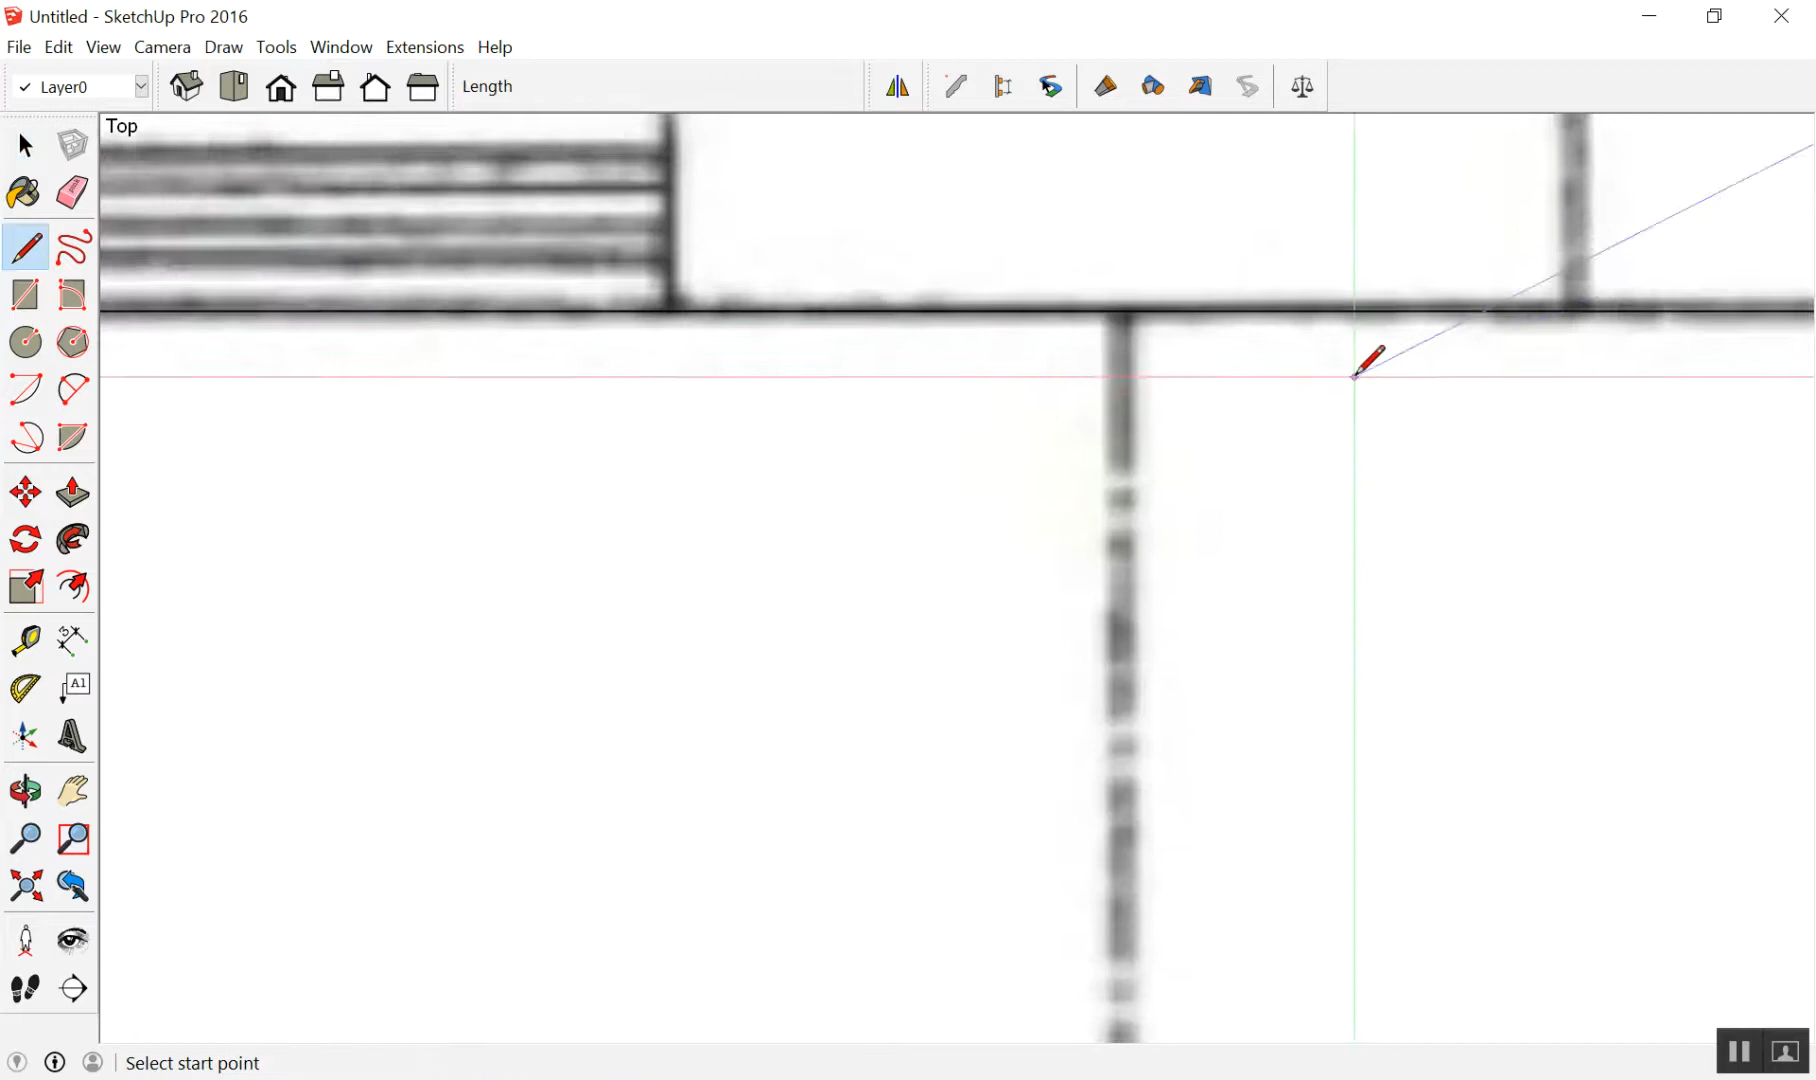 Untitled - SketchUp Pro 2016
File Edit View Camera Draw Tools Window Extensions Help
Layer0
Length
Top
A1
Select start point